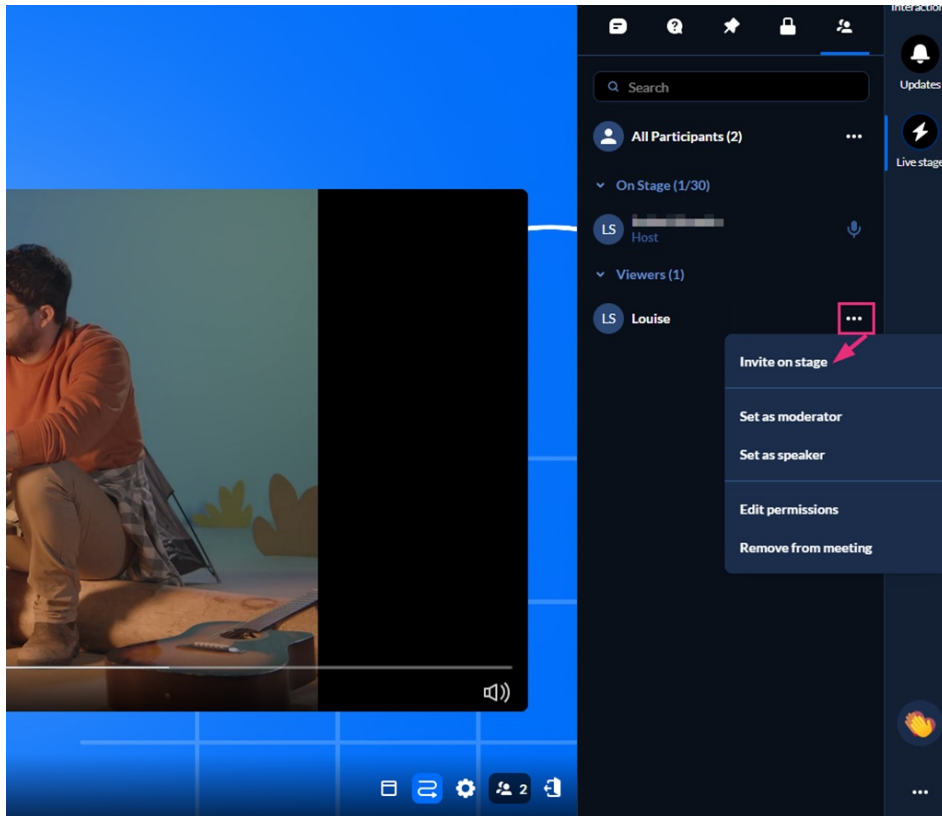 Interaction
Search
Updates
All Participants (2)
Live stage
On Stage (1/30)
LS
Host
Viewers (1)
LS Louise
Invite on stage
Set as moderator
Set as speaker
Edit permissions
Remove from meeting
2